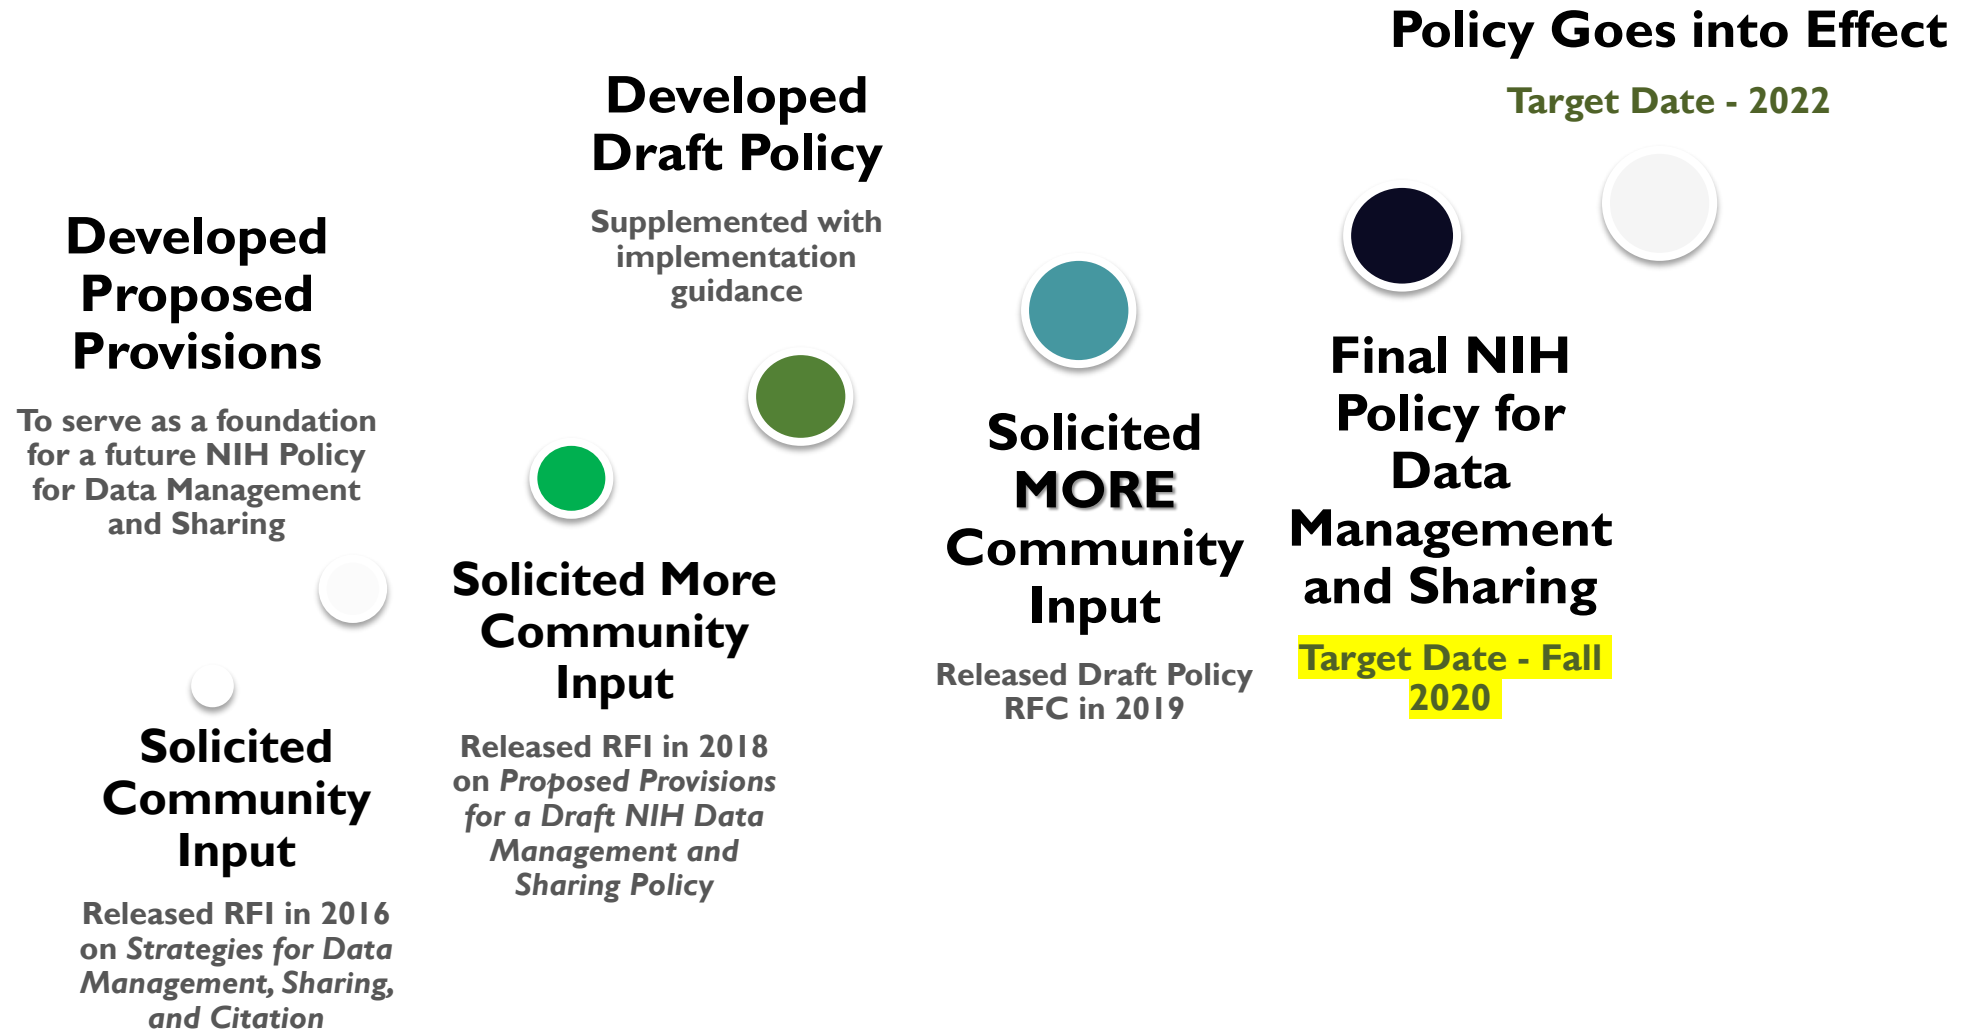 Solicited
Community
Input
Released RFI in 2016
on Strategies for Data
Management, Sharing,
and Citation
Developed
Proposed
Provisions
To serve as a foundation
for a future NIH Policy
for Data Management
and Sharing
Solicited More
Community
Input
Released RFI in 2018
on Proposed Provisions
for a Draft NIH Data
Management and
Sharing Policy
Developed
Draft Policy
Supplemented with
implementation
guidance
Solicited
MORE
Community
Input
Released Draft Policy
RFC in 2019
Final NIH
Policy for
Data
Management
and Sharing
Target Date - Fall
2020
Policy Goes into Effect
Target Date - 2022